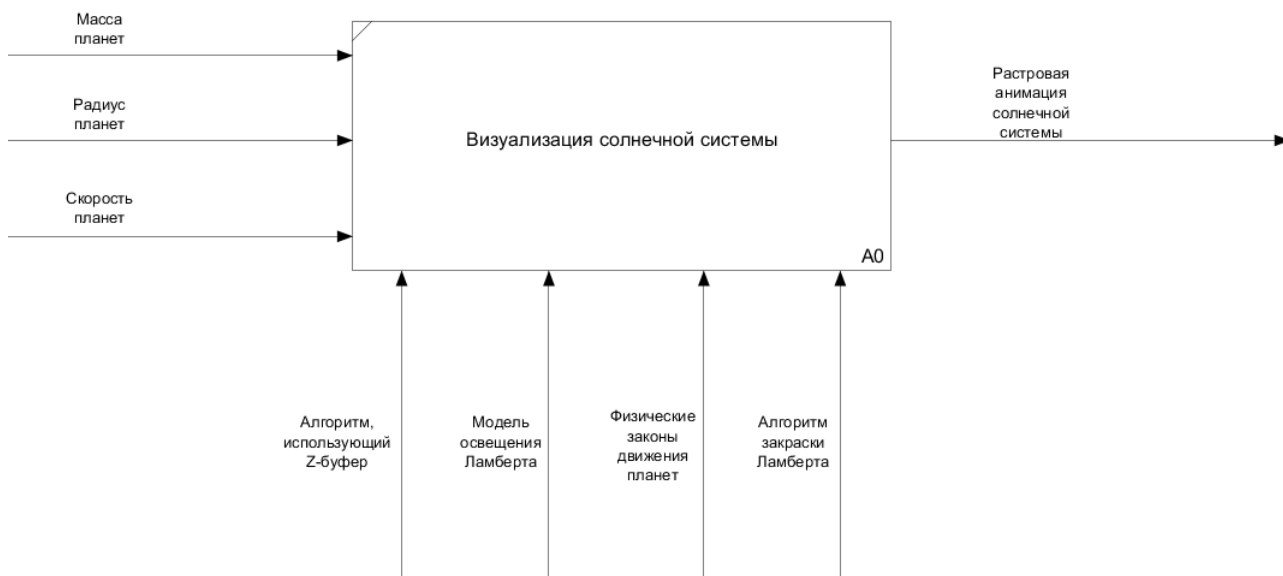 Масса
планет
Радиус
планет
Скорость
планет
Визуализация солнечной системы
A0
Растровая
анимация
солнечной
системы
Алгоритм,
использующий
Z-буфер
Модель
освещения
Ламберта
Физические
законы
движения
планет
Алгоритм
закраски
Ламберта